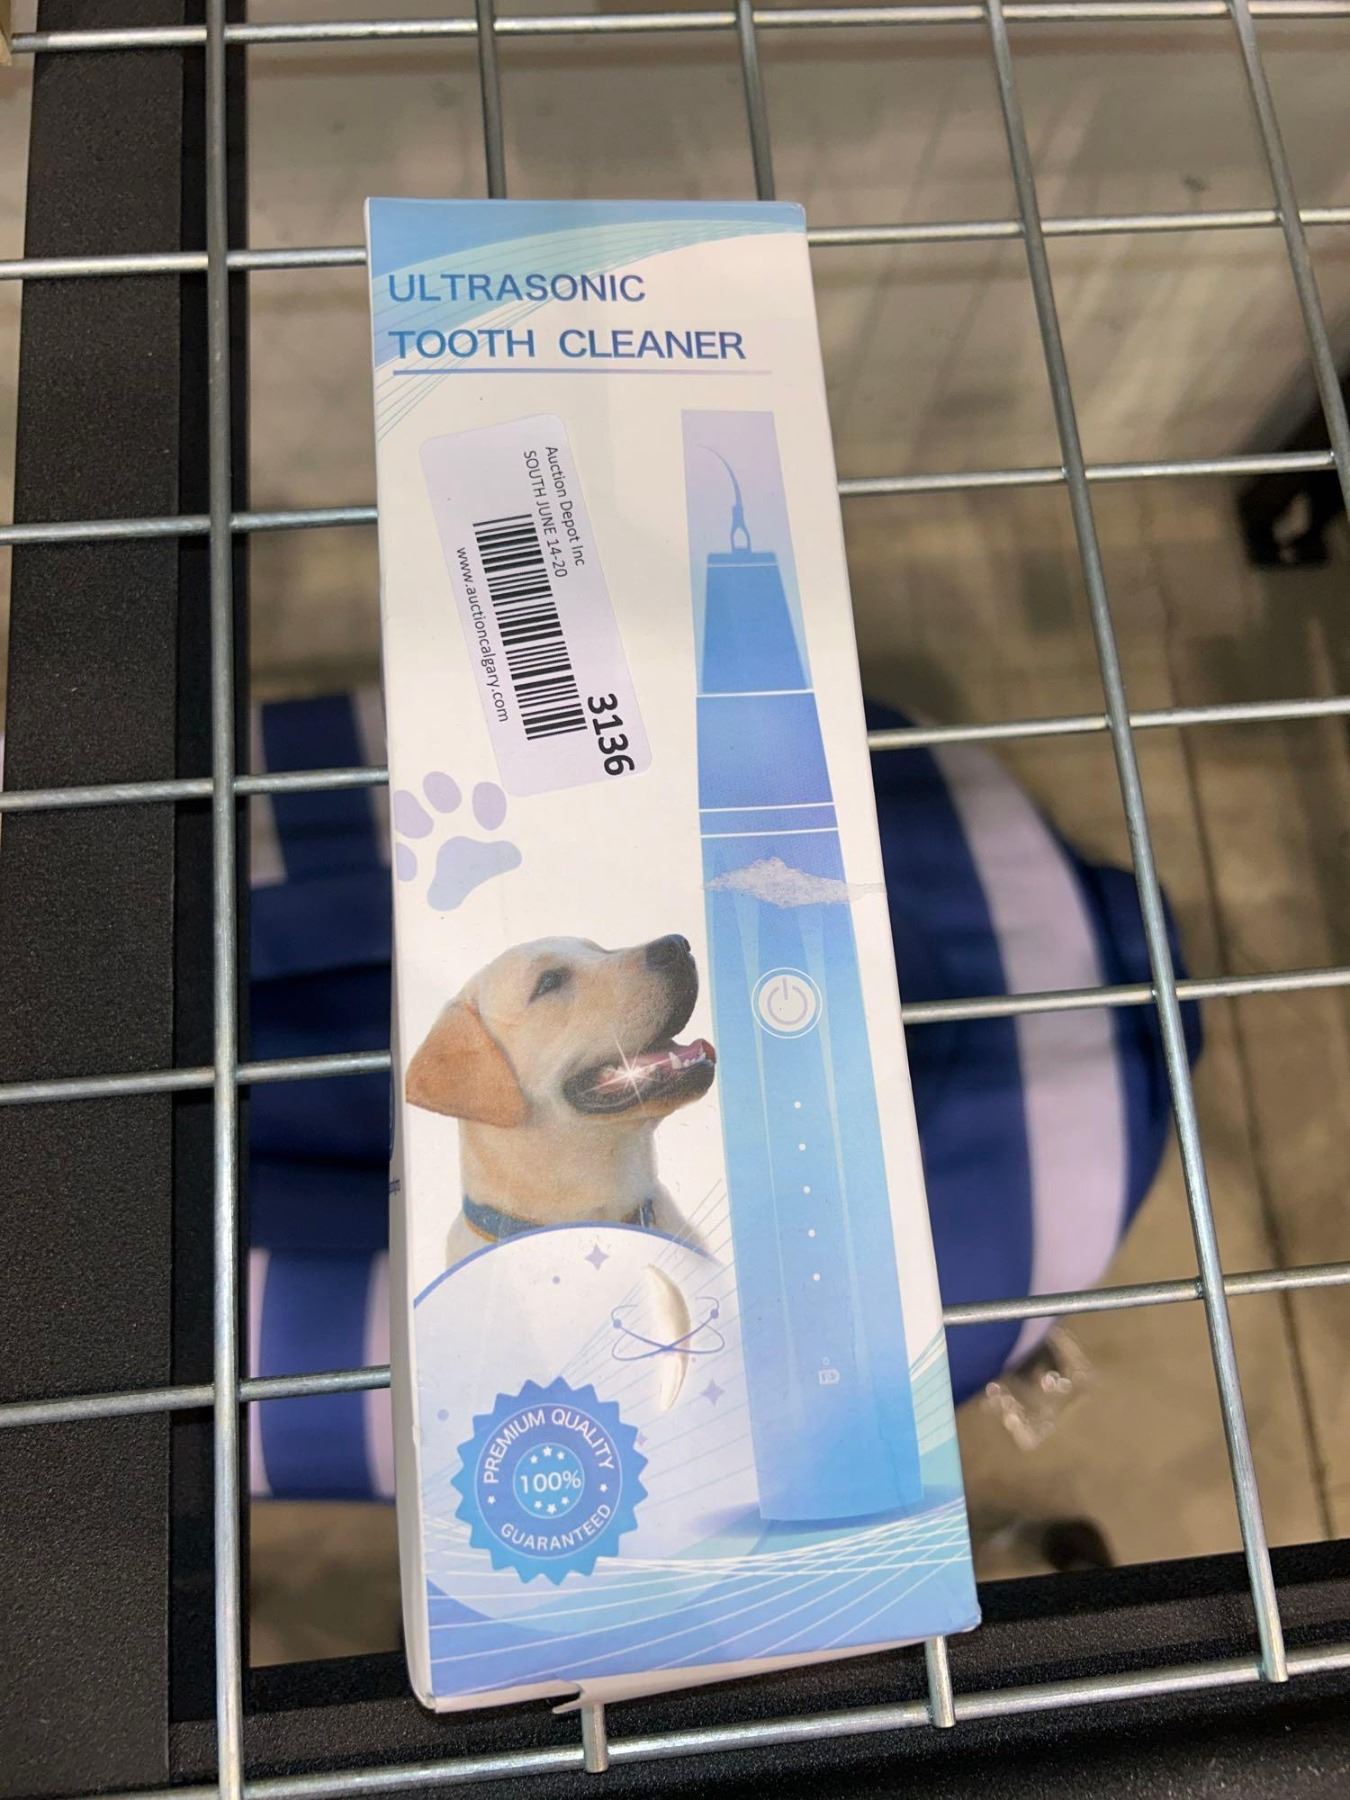 ULTRASONIC
TOOTH CLEANER
Auction Depot Inc
SOUTH JUNE 14-20
www.auctioncalgary.com
3136
PREMIUM QUALITY
100%
GUARANTEED